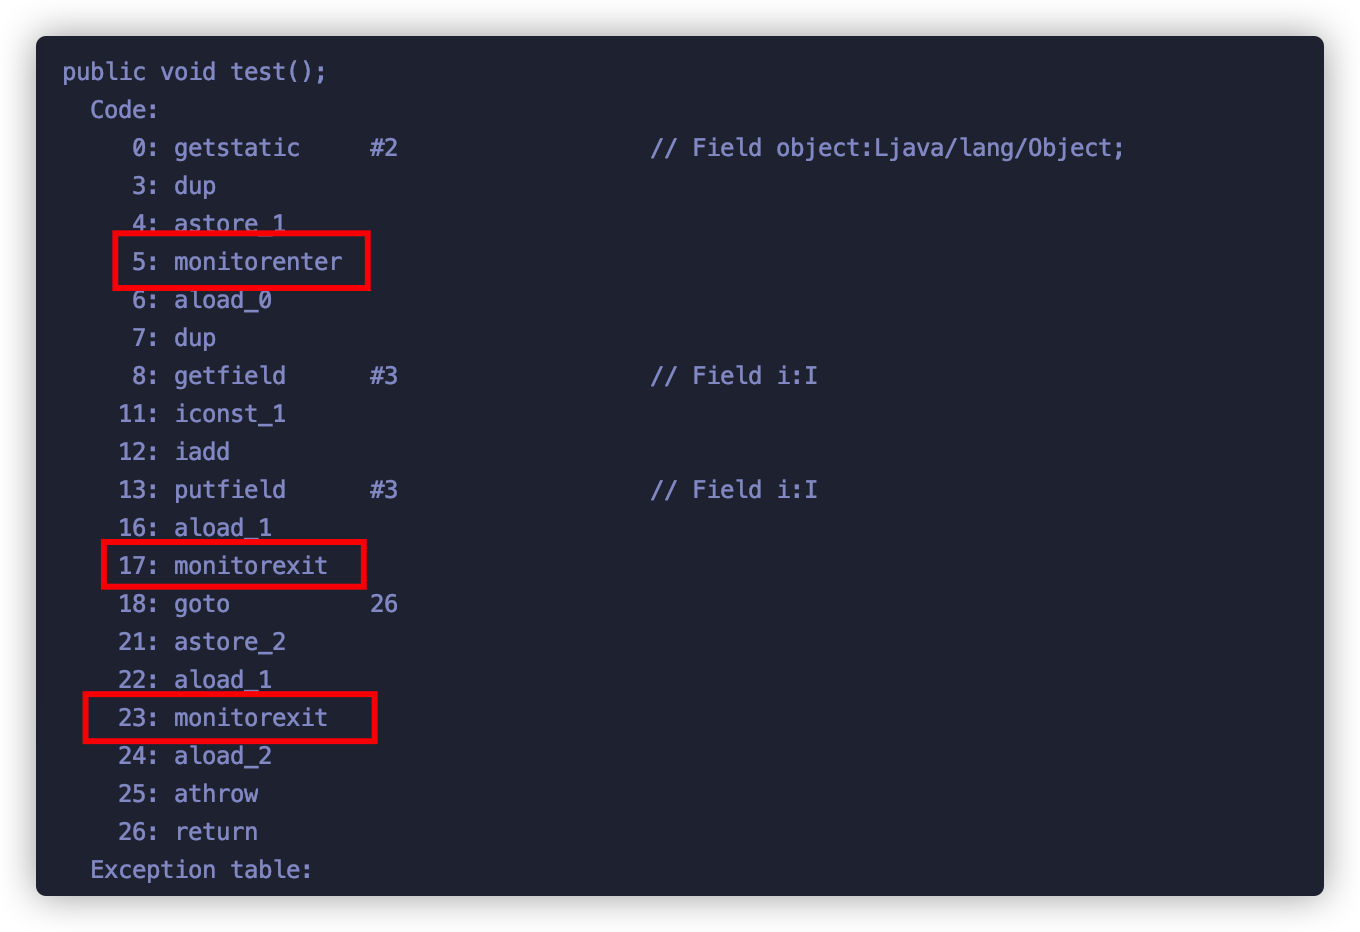 public void test();
Code:
0: getstatic #2 // Field object:Ljava/lang/Object;
3: dup
4: astore_1
5: monitorenter
6: aload_0
7: dup
8: getfield #3 // Field i:I
11: iconst_1
12: iadd
13: putfield #3 // Field i:I
16: aload_1
17: monitorexit
18: goto 26
21: astore_2
22: aload_1
23: monitorexit
24: aload_2
25: athrow
26: return
Exception table: